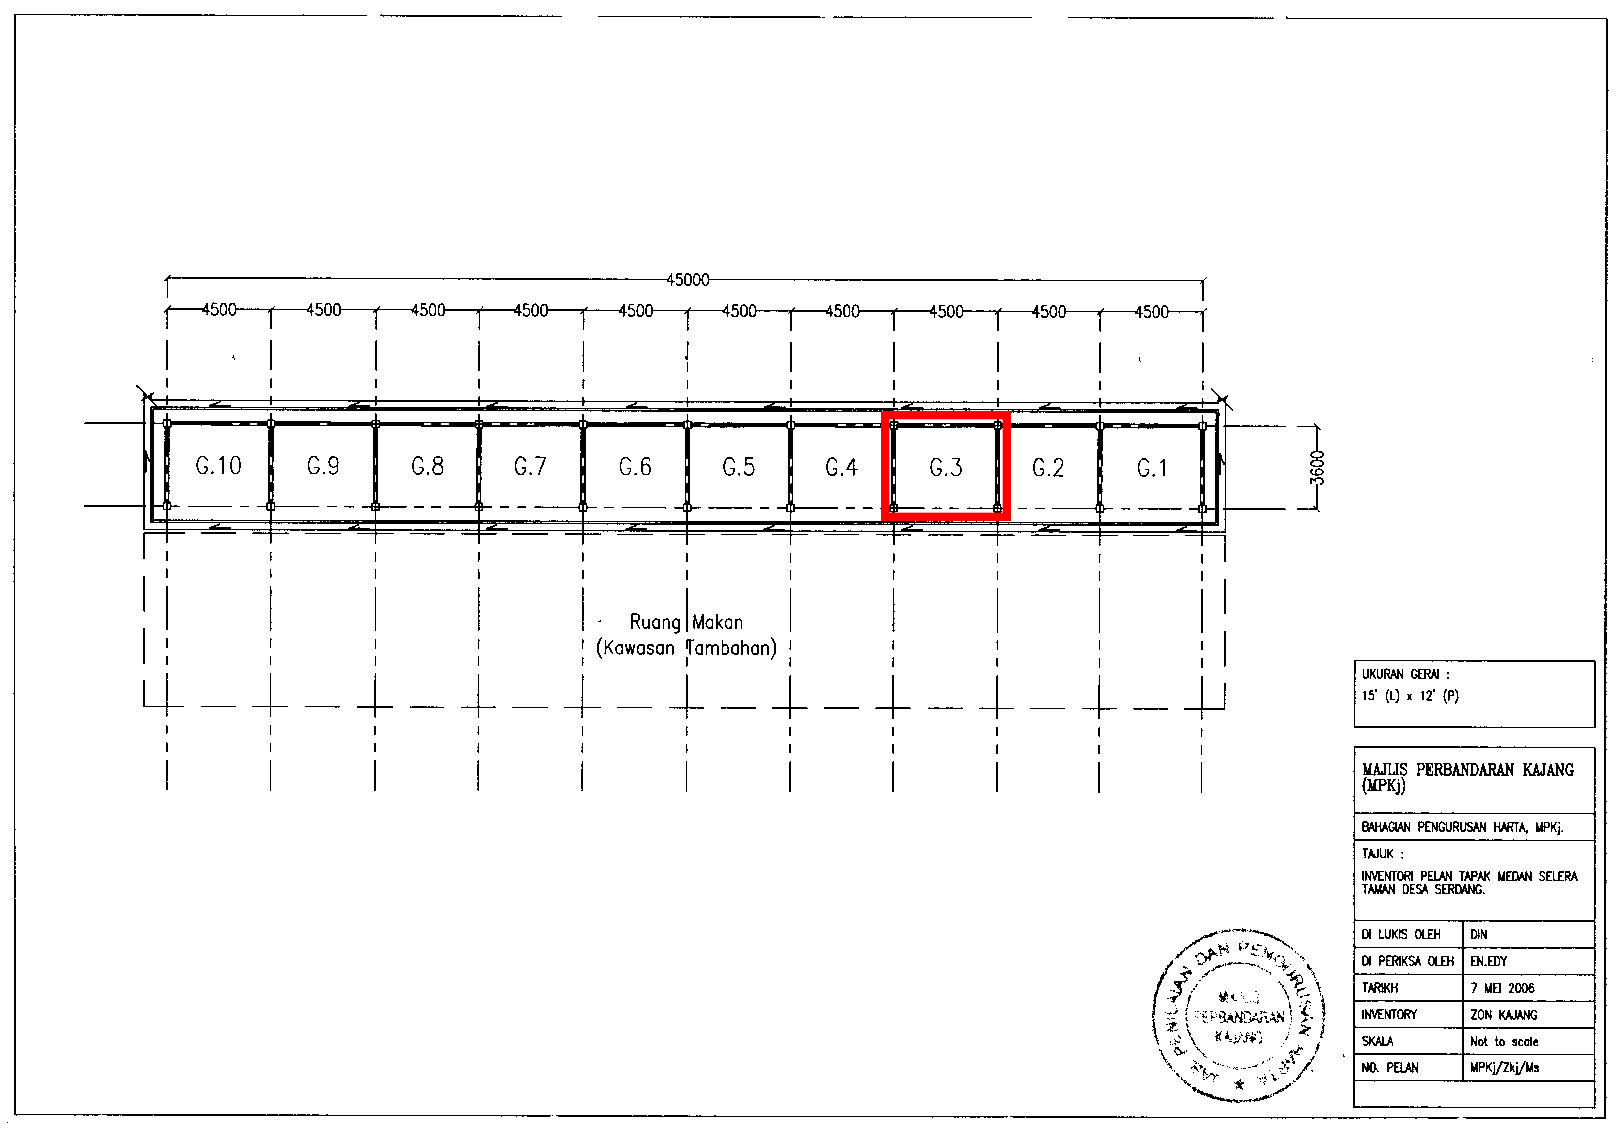 45000
4500 4500 4500 4500 4500 4500 4500 4500 4500 4500
G.10 G.9 G.8 G.7 G.6 G.5 G.4 G.3 G.2 G.1
3600
Ruang Makan
(Kawasan Tambahan)
UKURAN GERAI :
15' (L) x 12' (P)
MAJLIS PERBANDARAN KAJANG
(MPKj)
BAHAGIAN PENGURUSAN HARTA, MPKj.
TAJUK :
INVENTORI PELAN TAPAK MEDAN SELERA
TAMAN DESA SERDANG.
DI LUKIS OLEH DIN
DI PERIKSA OLEH EN.EDY
TARIKH 7 MEI 2006
INVENTORY ZON KAJANG
SKALA Not to scale
NO. PELAN MPKj/Zkj/Ms
JAB PENILAIAN DAN PENGURUSAN HARTA
MAJLIS
PERBANDARAN
KAJANG